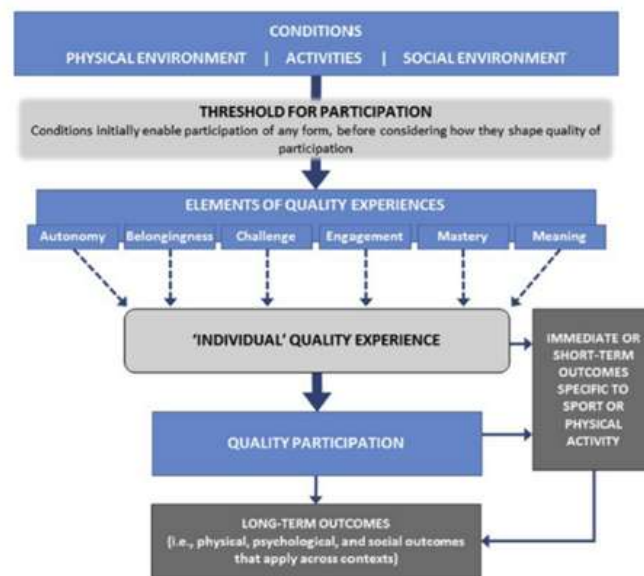 CONDITIONS
PHYSICAL ENVIRONMENT | ACTIVITIES | SOCIAL ENVIRONMENT
THRESHOLD FOR PARTICIPATION
Conditions initially enable participation of any form, before considering how they shape quality of
participation
ELEMENTS OF QUALITY EXPERIENCES
Autonomy Belongingness Challenge Engagement Mastery Meaning
'INDIVIDUAL' QUALITY EXPERIENCE
IMMEDIATE OR
SHORT-TERM
OUTCOMES
SPECIFIC TO
SPORT OR
PHYSICAL
ACTIVITY
QUALITY PARTICIPATION
LONG-TERM OUTCOMES
(i.e., physical, psychological, and social outcomes
that apply across contexts)